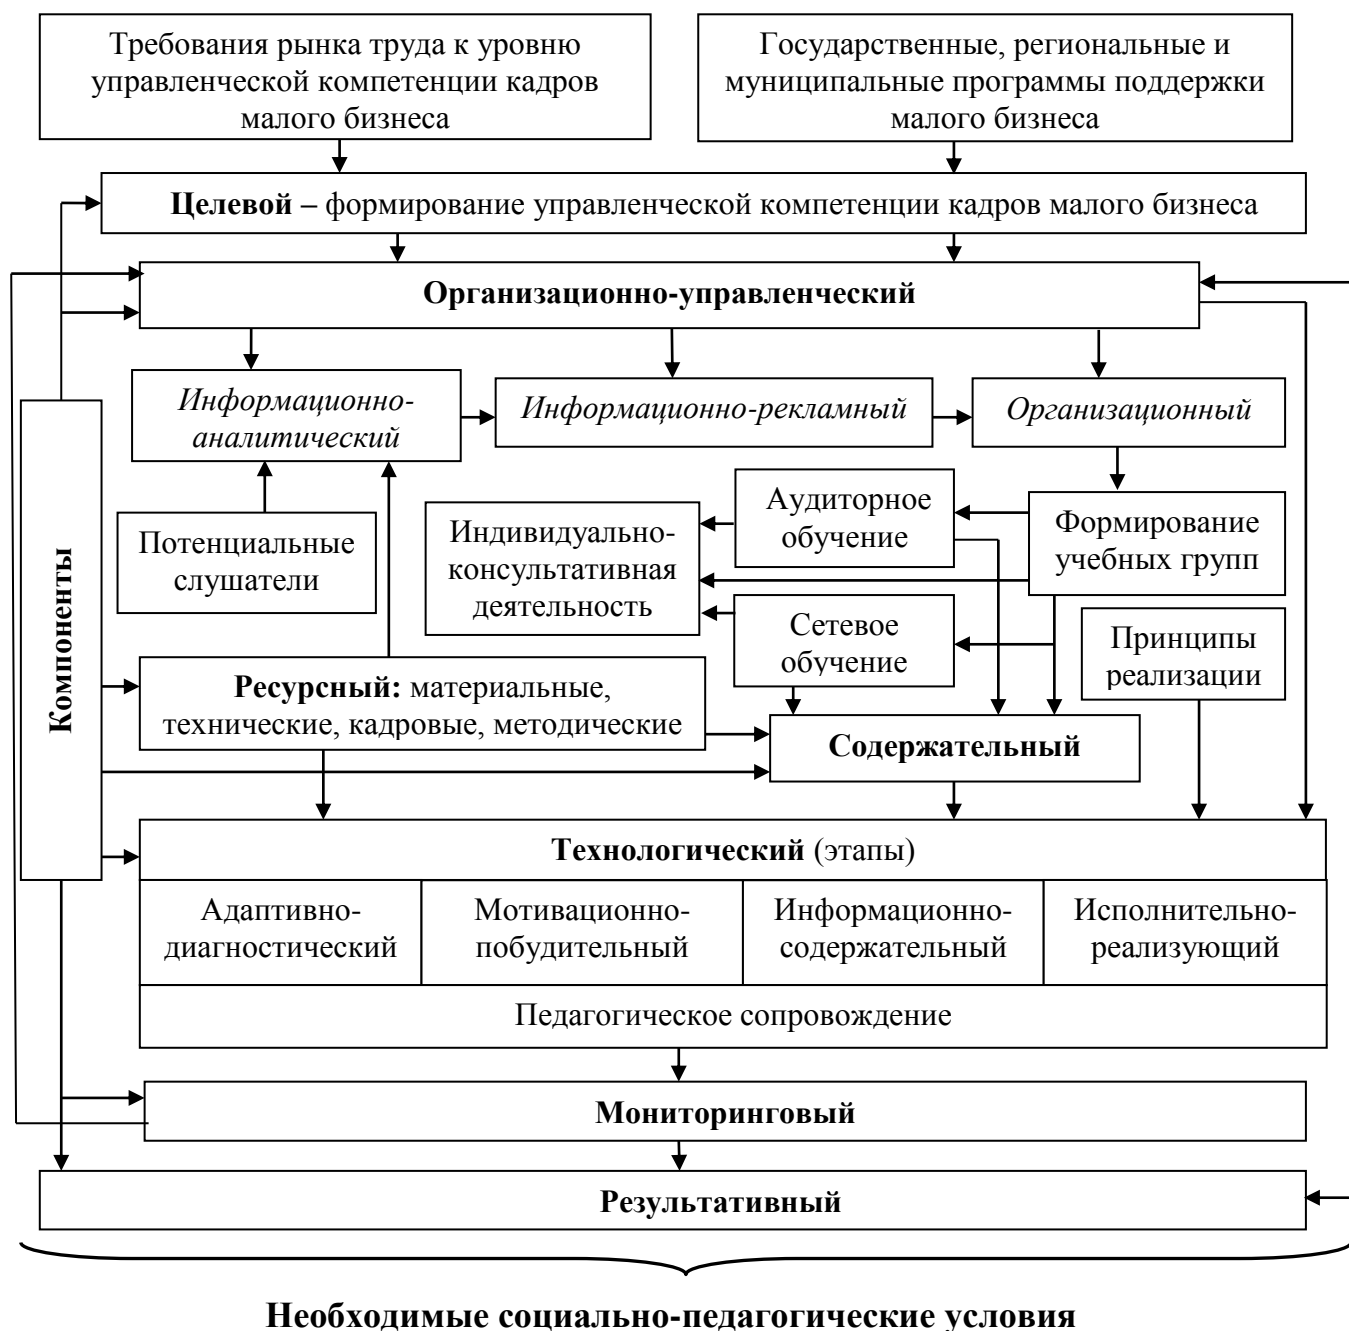 Требования рынка труда к уровню
управленческой компетенции кадров
малого бизнеса
Государственные, региональные и
муниципальные программы поддержки
малого бизнеса
Целевой – формирование управленческой компетенции кадров малого бизнеса
Организационно-управленческий
Информационно-
аналитический
Информационно-рекламный
Организационный
Компоненты
Потенциальные
слушатели
Индивидуально-
консультативная
деятельность
Аудиторное
обучение
Формирование
учебных групп
Сетевое
обучение
Принципы
реализации
Ресурсный: материальные,
технические, кадровые, методические
Содержательный
Технологический (этапы)
Адаптивно-
диагностический
Мотивационно-
побудительный
Информационно-
содержательный
Исполнительно-
реализующий
Педагогическое сопровождение
Мониторинговый
Результативный
Необходимые социально-педагогические условия